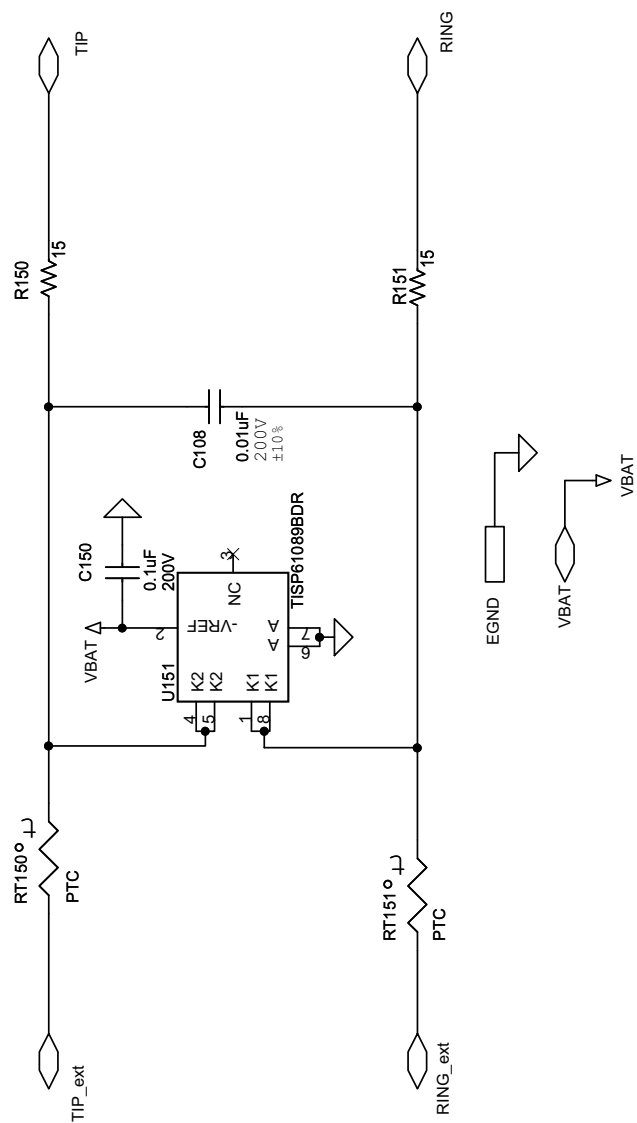 TIP
RING
R150
15
R151
15
C108
0.01uF
200V
±10%
C150
0.1uF
200V
VBAT
2
-VREF
3
NC
TISP61089BDR
U151
4
K2
5
K2
1
K1
8
K1
6
A
7
A
EGND
VBAT
VBAT
RT150
t
PTC
RT151
t
PTC
TIP_ext
RING_ext